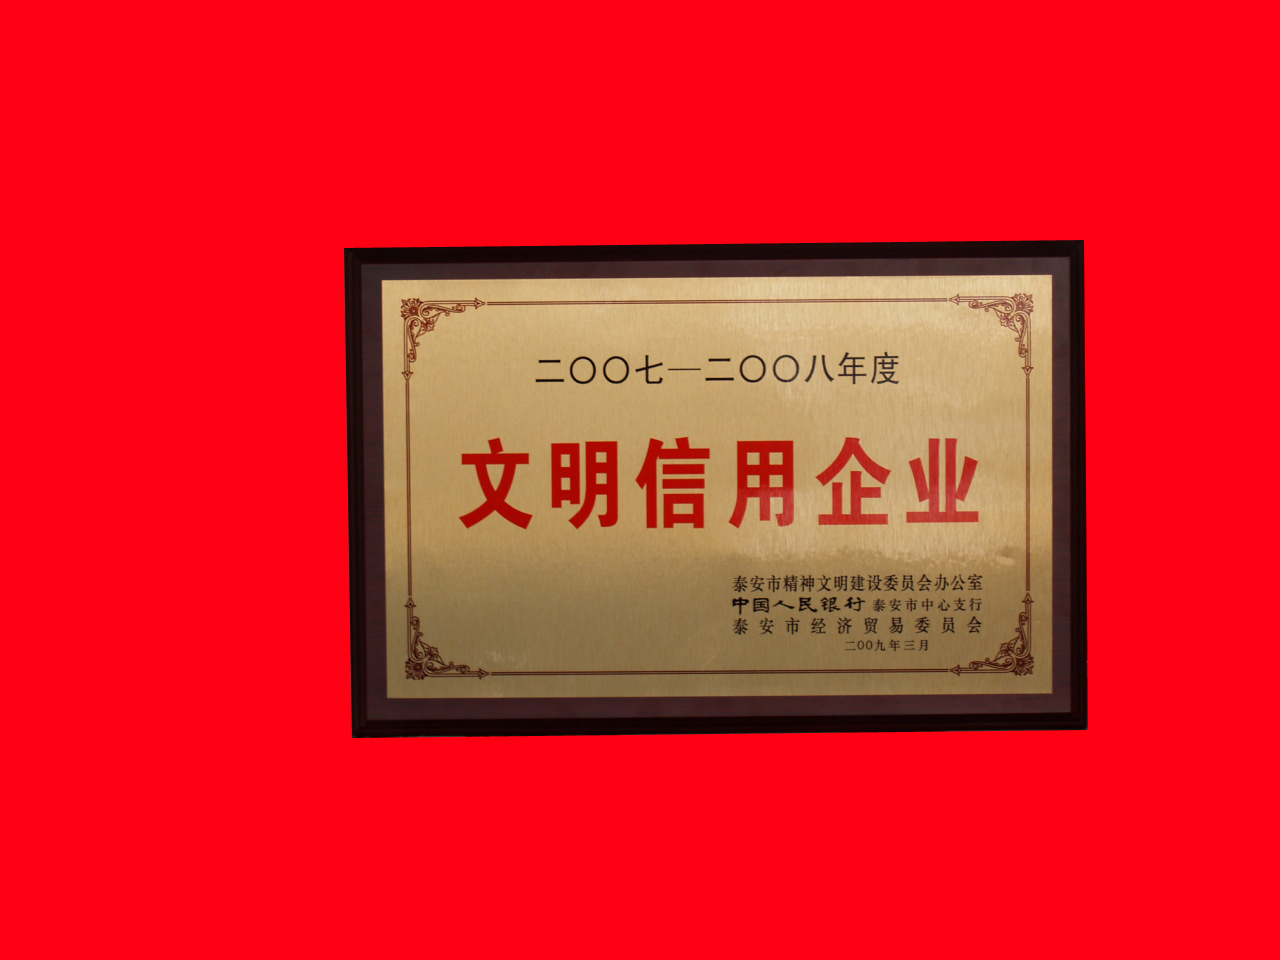 二〇〇七—二〇〇八年度
文明信用企业
泰安市精神文明建设委员会办公室
中国人民银行 泰安市中心支行
泰安市经济贸易委员会
二00九年三月